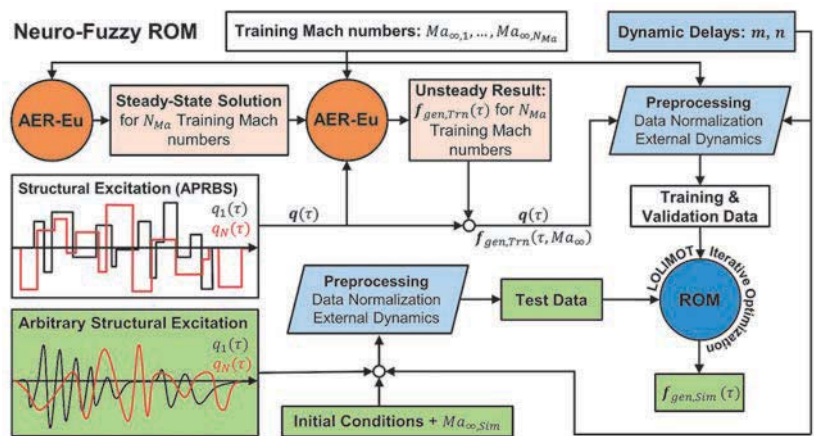 Neuro-Fuzzy ROM
Training Mach numbers: Ma∞,1, ..., Ma∞,NMa
Dynamic Delays: m, n
AER-Eu
Steady-State Solution
for NMa Training Mach
numbers
AER-Eu
Unsteady Result:
fgen,Trn(τ) for NMa
Training Mach
numbers
Preprocessing
Data Normalization
External Dynamics
Structural Excitation (APRBS)
q1(τ)
qN(τ)
q(τ)
q(τ)
fgen,Trn(τ, Ma∞)
Training &
Validation Data
Preprocessing
Data Normalization
External Dynamics
Test Data
LOLIMOT
ROM
Iterative Optimization
Arbitrary Structural Excitation
q1(τ)
qN(τ)
fgen,Sim(τ)
Initial Conditions + Ma∞,Sim